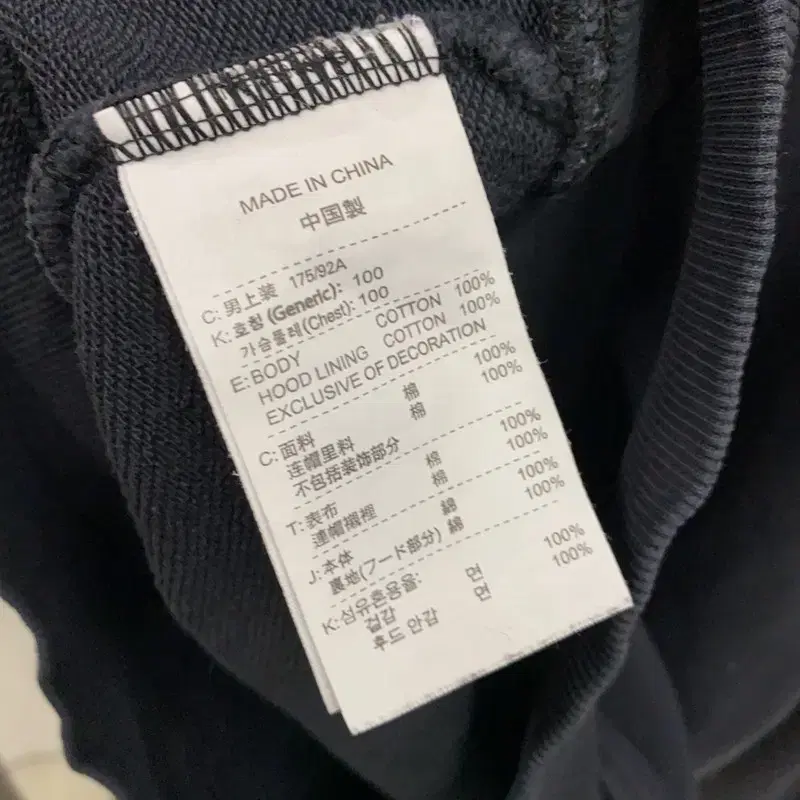 MADE IN CHINA
中国製
C: 男上装 175/92A
K: 호칭 (Generic): 100
가슴둘레(Chest): 100
E: BODY COTTON 100%
HOOD LINING COTTON 100%
EXCLUSIVE OF DECORATION
C: 面料 棉 100%
连帽里料 棉 100%
不包括装饰部分
T: 表布 棉 100%
連帽襯裡 棉 100%
J: 本体 綿 100%
裏地(フード部分) 綿 100%
K: 섬유혼용율:
겉감 면 100%
후드 안감 면 100%